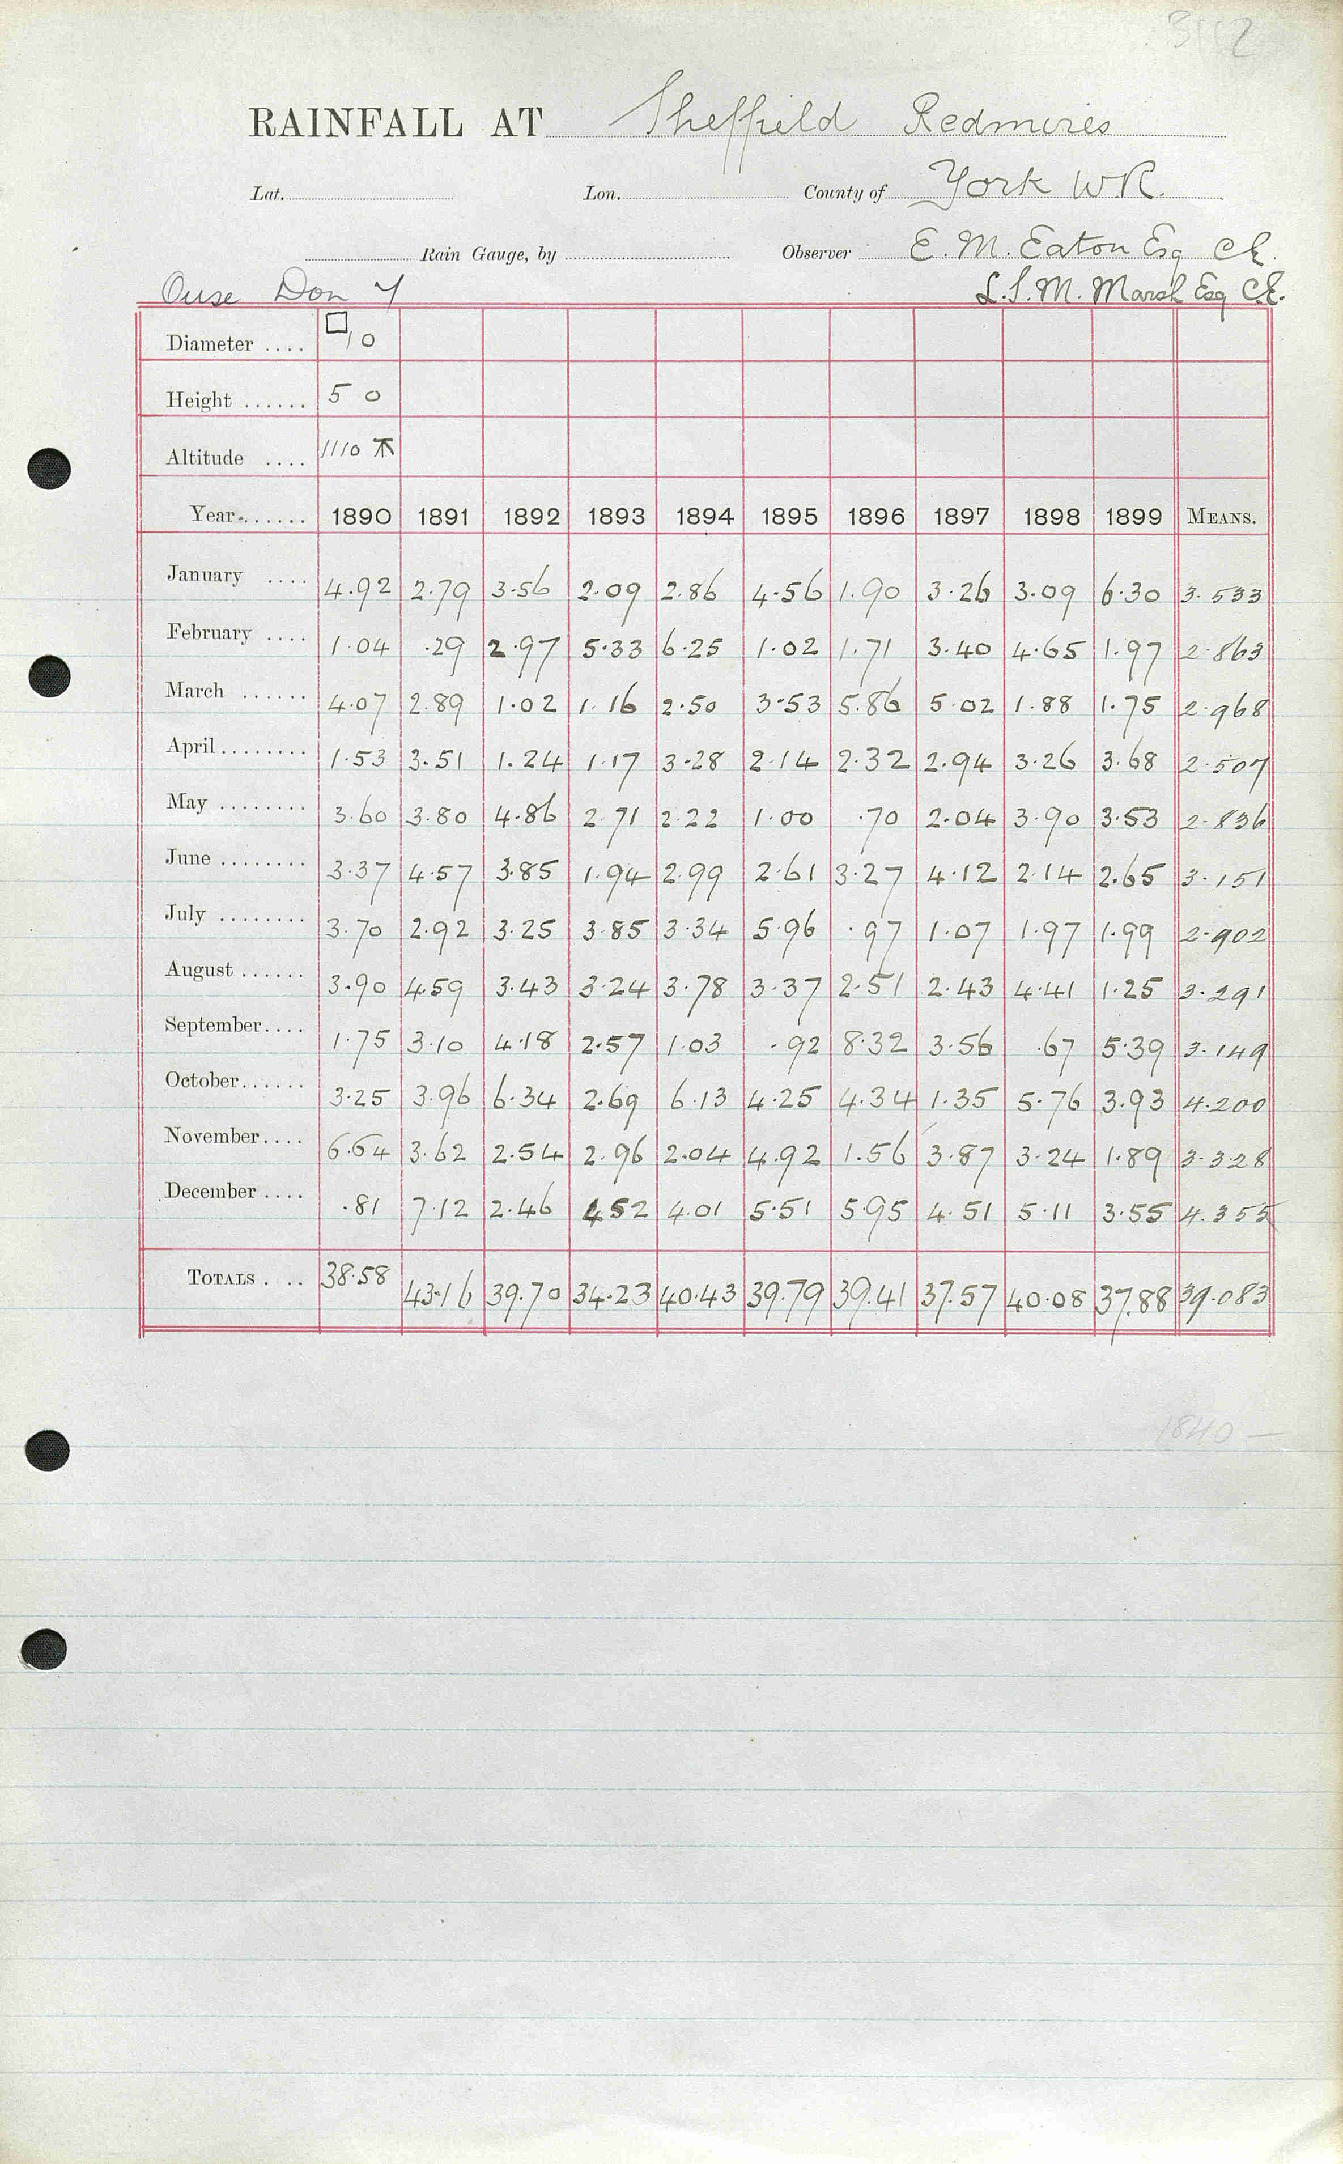 3112
RAINFALL AT Sheffield Redmires
Lat. Lon. County of York W.R.
Rain Gauge, by Observer E. M. Eaton Esq CE.
Ouse Don Y L.S.M. Marsh Esq C.E.
Diameter .... □ 10
Height ...... 5 0
Altitude .... 1110
Year....... 1890 1891 1892 1893 1894 1895 1896 1897 1898 1899 MEANS.
January .... 4.92 2.79 3.56 2.09 2.86 4.56 1.90 3.26 3.09 6.30 3.533
February .... 1.04 .29 2.97 5.33 6.25 1.02 1.71 3.40 4.65 1.97 2.863
March ...... 4.07 2.89 1.02 1.16 2.50 3.53 5.86 5.02 1.88 1.75 2.968
April........ 1.53 3.51 1.24 1.17 3.28 2.14 2.32 2.94 3.26 3.68 2.507
May ........ 3.60 3.80 4.86 2.71 2.22 1.00 .70 2.04 3.90 3.53 2.836
June ........ 3.37 4.57 3.85 1.94 2.99 2.61 3.27 4.12 2.14 2.65 3.151
July ........ 3.70 2.92 3.25 3.85 3.34 5.96 .97 1.07 1.97 1.99 2.902
August ...... 3.90 4.59 3.43 3.24 3.78 3.37 2.51 2.43 4.41 1.25 3.291
September.... 1.75 3.10 4.18 2.57 1.03 .92 8.32 3.56 .67 5.39 3.149
October...... 3.25 3.96 6.34 2.69 6.13 4.25 4.34 1.35 5.76 3.93 4.200
November.... 6.64 3.62 2.54 2.96 2.04 4.92 1.56 3.87 3.24 1.89 3.328
December .... .81 7.12 2.46 4.52 4.01 5.51 5.95 4.51 5.11 3.55 4.355
TOTALS . .. 38.58 43.16 39.70 34.23 40.43 39.79 39.41 37.57 40.08 37.88 39.083
1840 —